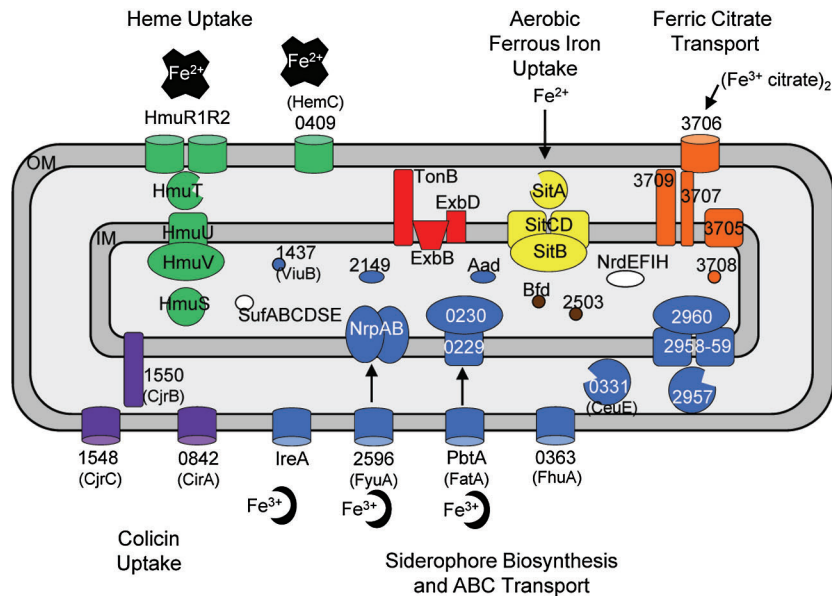 Heme Uptake
Aerobic
Ferrous Iron
Uptake
Ferric Citrate
Transport
Fe2+
Fe2+
(HemC)
HmuR1R2
0409
Fe2+
(Fe3+ citrate)2
3706
OM
HmuT
TonB
ExbD
SitA
3709
3707
IM
HmuU
SitCD
3705
HmuV
1437
(ViuB)
2149
ExbB
Aad
SitB
NrdEFIH
3708
HmuS
SufABCDSE
NrpAB
0230
Bfd
2503
2960
0229
2958-59
1550
(CjrB)
0331
(CeuE)
2957
1548
(CjrC)
0842
(CirA)
IreA
2596
(FyuA)
PbtA
(FatA)
0363
(FhuA)
Fe3+
Fe3+
Fe3+
Colicin
Uptake
Siderophore Biosynthesis
and ABC Transport